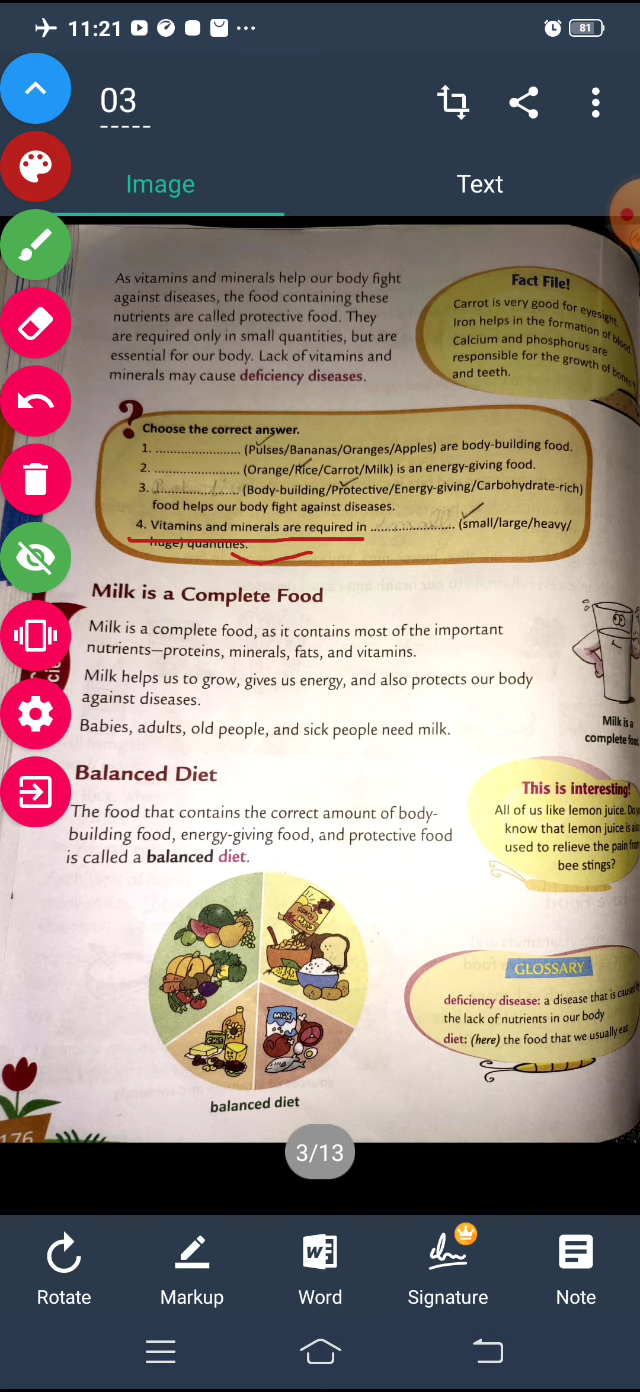 11:21
81
03
Image
Text
As vitamins and minerals help our body fight
against diseases, the food containing these
nutrients are called protective food. They
are required only in small quantities, but are
essential for our body. Lack of vitamins and
minerals may cause deficiency diseases.
Fact File!
Carrot is very good for eyesight.
Iron helps in the formation of blood.
Calcium and phosphorus are
responsible for the growth of bones
and teeth.
?
Choose the correct answer.
1. ........................ (Pulses/Bananas/Oranges/Apples) are body-building food.
2. ........................ (Orange/Rice/Carrot/Milk) is an energy-giving food.
3. ........................ (Body-building/Protective/Energy-giving/Carbohydrate-rich)
food helps our body fight against diseases.
4. Vitamins and minerals are required in ........................ (small/large/heavy/
huge) quantities.
Milk is a Complete Food
Milk is a complete food, as it contains most of the important
nutrients—proteins, minerals, fats, and vitamins.
Milk helps us to grow, gives us energy, and also protects our body
against diseases.
Babies, adults, old people, and sick people need milk.
Milk is a
complete food
Balanced Diet
The food that contains the correct amount of body-
building food, energy-giving food, and protective food
is called a balanced diet.
This is interesting!
All of us like lemon juice. Do you
know that lemon juice is also
used to relieve the pain from
bee stings?
MILK
balanced diet
GLOSSARY
deficiency disease: a disease that is caused by
the lack of nutrients in our body
diet: (here) the food that we usually eat
176
3/13
Rotate
Markup
Word
Signature
Note